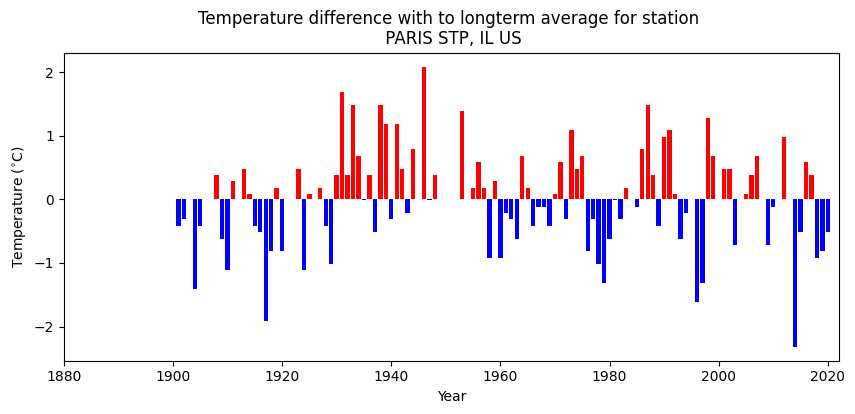 Temperature difference with to longterm average for station
PARIS STP, IL US
2
1
0
−1
−2
Temperature (°C)
1880 1900 1920 1940 1960 1980 2000 2020
Year